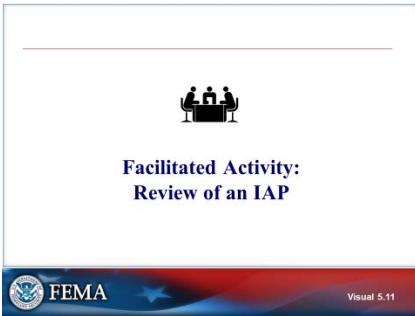 Facilitated Activity:
Review of an IAP
FEMA
Visual 5.11